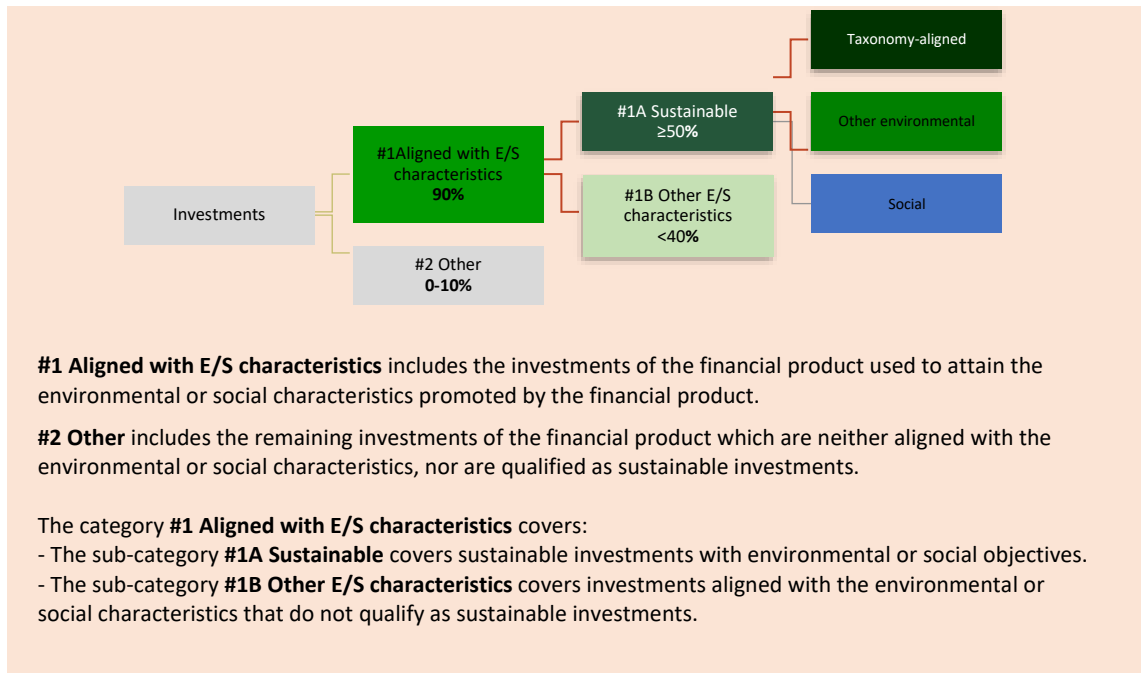 Taxonomy-aligned
#1A Sustainable
≥50%
Other environmental
#1Aligned with E/S
characteristics
90%
#1B Other E/S
characteristics
<40%
Investments
Social
#2 Other
0-10%
#1 Aligned with E/S characteristics includes the investments of the financial product used to attain the
environmental or social characteristics promoted by the financial product.
#2 Other includes the remaining investments of the financial product which are neither aligned with the
environmental or social characteristics, nor are qualified as sustainable investments.
The category #1 Aligned with E/S characteristics covers:
- The sub-category #1A Sustainable covers sustainable investments with environmental or social objectives.
- The sub-category #1B Other E/S characteristics covers investments aligned with the environmental or
social characteristics that do not qualify as sustainable investments.